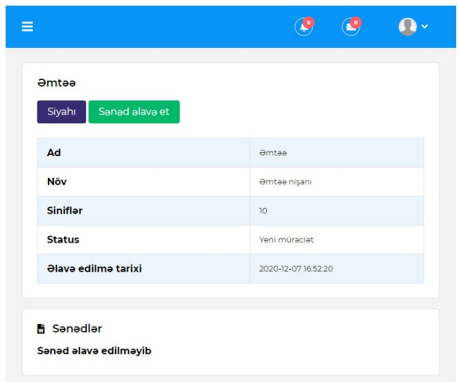 Əmtəə
Siyahı Sənəd əlavə et
Ad Əmtəə
Növ Əmtəə nişanı
Siniflər 10
Status Yeni müraciət
Əlavə edilmə tarixi 2020-12-07 16:52:20
Sənədlər
Sənəd əlavə edilməyib